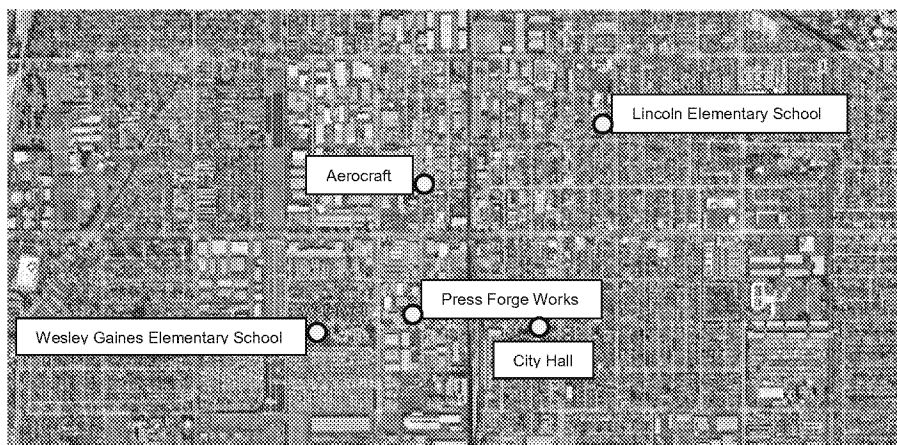 Lincoln Elementary School
Aerocraft
Press Forge Works
Wesley Gaines Elementary School
City Hall